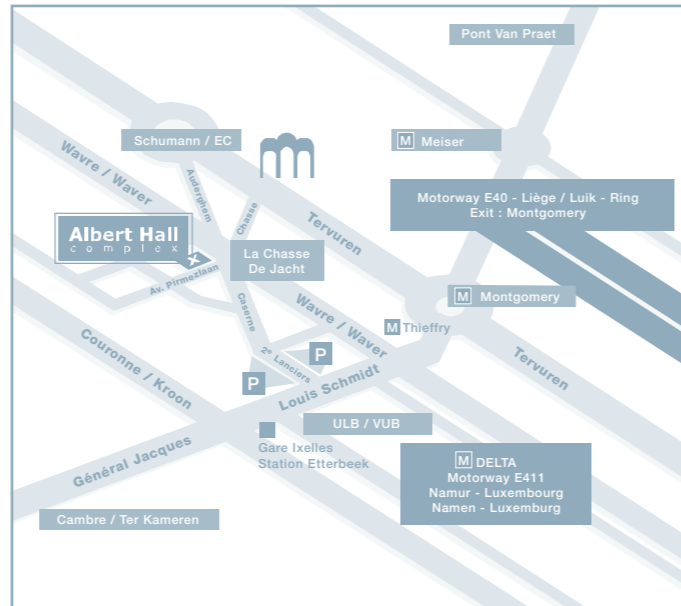 Pont Van Praet
Schumann / EC
M Meiser
Wavre / Waver
Auderghem
Chasse
Tervuren
Motorway E40 - Liège / Luik - Ring
Exit : Montgomery
Albert Hall
complex
x
La Chasse
De Jacht
Av. Pirmezlaan
Caserne
Wavre / Waver
M Montgomery
M Thieffry
Tervuren
Couronne / Kroon
2e Lanciers
P
P
Louis Schmidt
ULB / VUB
Gare Ixelles
Station Etterbeek
Général Jacques
M DELTA
Motorway E411
Namur - Luxembourg
Namen - Luxemburg
Cambre / Ter Kameren